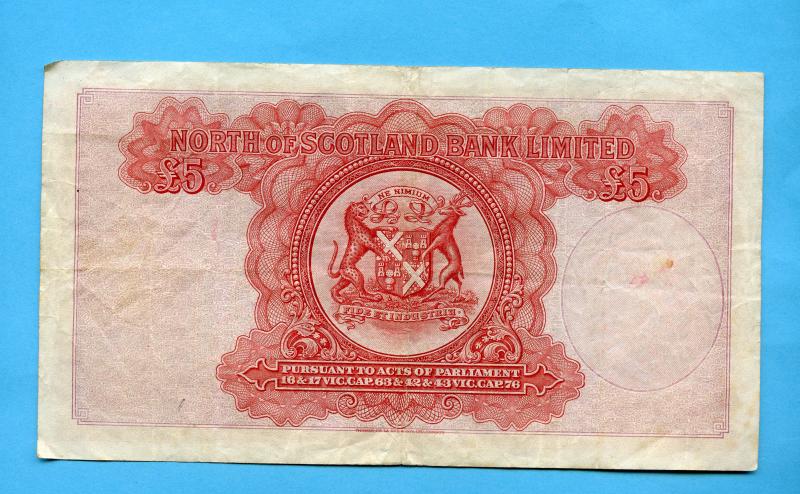 NORTH OF SCOTLAND BANK LIMITED
£5 £5
NE NIMIUM
FIDE ET INDUSTRIA
PURSUANT TO ACTS OF PARLIAMENT
16 & 17 VIC. CAP. 63 & 42 & 43 VIC. CAP. 76